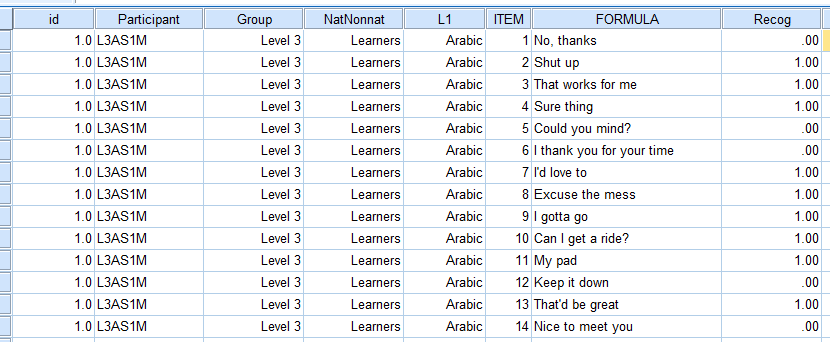 id Participant Group NatNonnat L1 ITEM FORMULA Recog
1.0 L3AS1M Level 3 Learners Arabic 1 No, thanks .00
1.0 L3AS1M Level 3 Learners Arabic 2 Shut up 1.00
1.0 L3AS1M Level 3 Learners Arabic 3 That works for me 1.00
1.0 L3AS1M Level 3 Learners Arabic 4 Sure thing 1.00
1.0 L3AS1M Level 3 Learners Arabic 5 Could you mind? .00
1.0 L3AS1M Level 3 Learners Arabic 6 I thank you for your time .00
1.0 L3AS1M Level 3 Learners Arabic 7 I'd love to 1.00
1.0 L3AS1M Level 3 Learners Arabic 8 Excuse the mess 1.00
1.0 L3AS1M Level 3 Learners Arabic 9 I gotta go 1.00
1.0 L3AS1M Level 3 Learners Arabic 10 Can I get a ride? 1.00
1.0 L3AS1M Level 3 Learners Arabic 11 My pad 1.00
1.0 L3AS1M Level 3 Learners Arabic 12 Keep it down .00
1.0 L3AS1M Level 3 Learners Arabic 13 That'd be great 1.00
1.0 L3AS1M Level 3 Learners Arabic 14 Nice to meet you .00